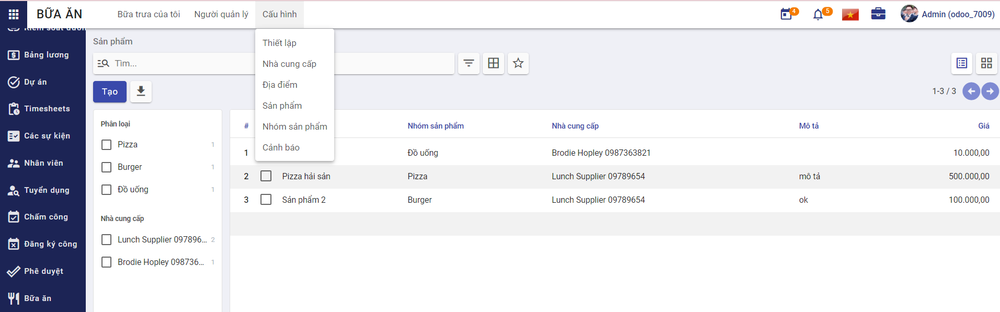 BỮA ĂN
Bữa trưa của tôi
Người quản lý
Cấu hình
4
5
Admin (odoo_7009)
Bảng lương
Dự án
Timesheets
Các sự kiện
Nhân viên
Tuyển dụng
Chấm công
Đăng ký công
Phê duyệt
Bữa ăn
Sản phẩm
Tìm...
Thiết lập
Nhà cung cấp
Địa điểm
Sản phẩm
Nhóm sản phẩm
Cảnh báo
Tạo
1-3 / 3
Phân loại
Pizza 1
Burger 1
Đồ uống 1
Nhà cung cấp
Lunch Supplier 097896... 2
Brodie Hopley 098736... 1
# Nhóm sản phẩm Nhà cung cấp Mô tả Giá
1 Đồ uống Brodie Hopley 0987363821 10.000,00
2 Pizza hải sản Pizza Lunch Supplier 09789654 mô tả 500.000,00
3 Sản phẩm 2 Burger Lunch Supplier 09789654 ok 100.000,00